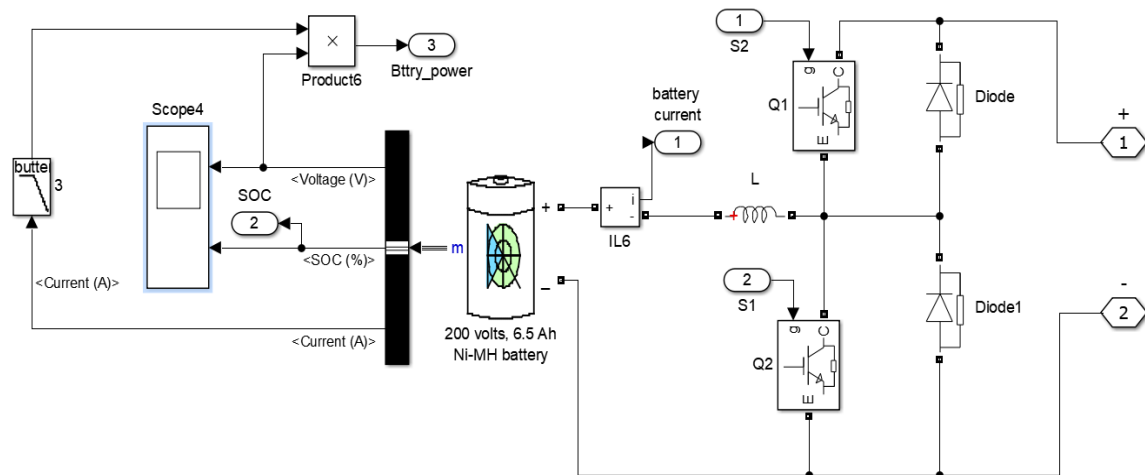 3
Bttry_power
×
Product6
Scope4
butter
3
<Voltage (V)>
SOC
2
<SOC (%)>
<Current (A)>
<Current (A)>
m
+
–
200 volts, 6.5 Ah
Ni-MH battery
battery
current
1
+
i
-
IL6
L
+
1
S2
g
C
Q1
E
2
S1
g
C
Q2
E
Diode
Diode1
+
1
-
2